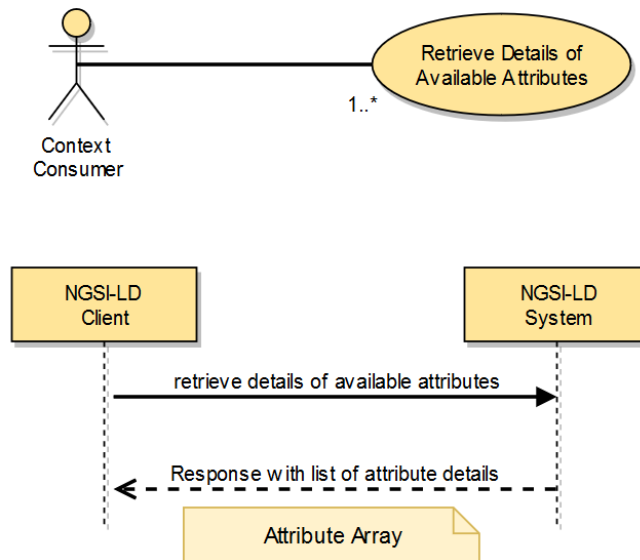 Retrieve Details of
Available Attributes
1..*
Context
Consumer
NGSI-LD
Client
NGSI-LD
System
retrieve details of available attributes
Response with list of attribute details
Attribute Array